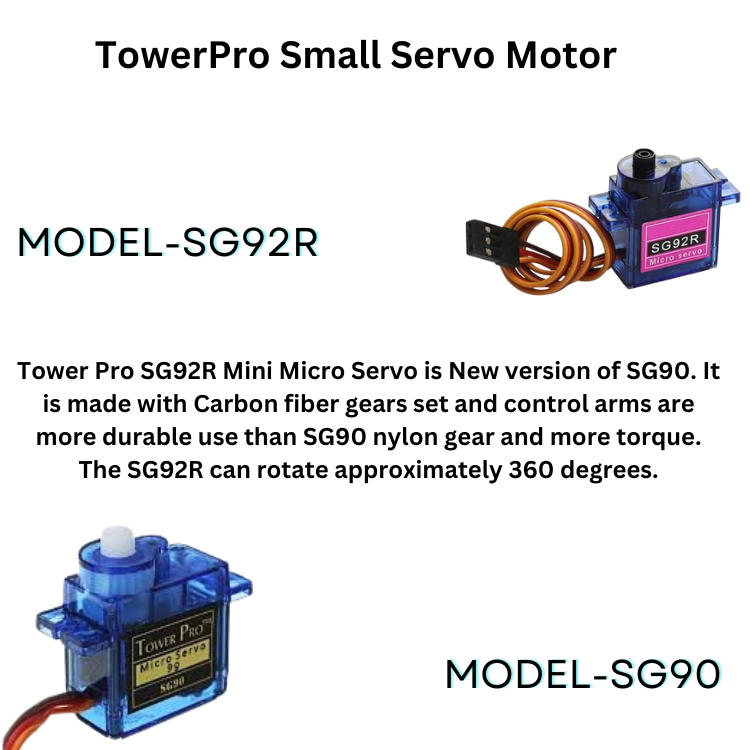 TowerPro Small Servo Motor
MODEL-SG92R
SG92R
Micro servo
Tower Pro SG92R Mini Micro Servo is New version of SG90. It
is made with Carbon fiber gears set and control arms are
more durable use than SG90 nylon gear and more torque.
The SG92R can rotate approximately 360 degrees.
TOWER PRO™
Micro Servo
9g
SG90
MODEL-SG90